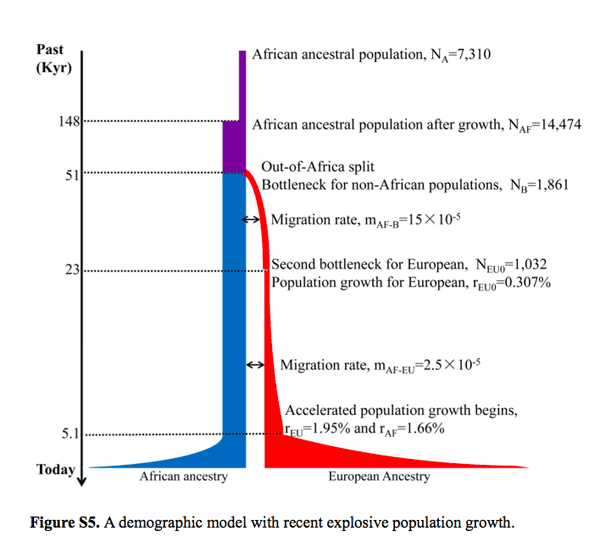 Past
(Kyr)
African ancestral population, N_A=7,310
148
African ancestral population after growth, N_AF=14,474
Out-of-Africa split
51
Bottleneck for non-African populations, N_B=1,861
Migration rate, m_AF-B=15×10^-5
Second bottleneck for European, N_EU0=1,032
23
Population growth for European, r_EU0=0.307%
Migration rate, m_AF-EU=2.5×10^-5
Accelerated population growth begins,
5.1
r_EU=1.95% and r_AF=1.66%
Today
African ancestry
European Ancestry
Figure S5. A demographic model with recent explosive population growth.